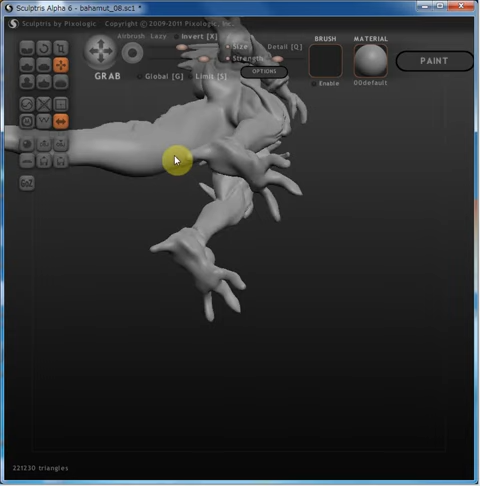 Sculptris Alpha 6 - bahamut_08.sc1 *
Sculptris by Pixologic Copyright © 2009-2011 Pixologic, Inc.
Airbrush Lazy Invert [X]
Size Detail [Q]
Strength
GRAB
Global [G] Limit [S]
OPTIONS
BRUSH
Enable
MATERIAL
00default
PAINT
GoZ
221230 triangles